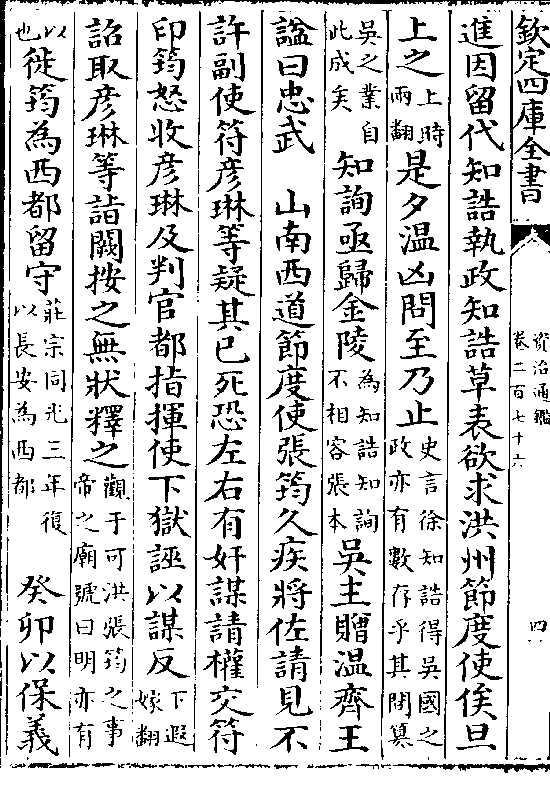 欽定四庫全書
資治通鑑
卷二百七十六
四
進因留代知誥執政知誥草表欲求洪州節度使俟旦
上之上時兩翻是夕溫凶問至乃止史言徐知誥得吳國之政亦有數存乎其間篡
吳之業自此成矣知詢亟歸金陵為知誥知詢不相容張本吳主贈溫齊王
諡曰忠武　山南西道節度使張筠久疾將佐請見不
許副使符彥琳等疑其已死恐左右有奸謀請權交符
印筠怒收彥琳及判官都指揮使下獄誣以謀反下遐嫁翻
詔取彥琳等詣闕按之無狀釋之觀于可洪張筠之事帝之廟號曰明亦有
以也徙筠為西都留守莊宗同光三年復以長安為西都癸卯以保義